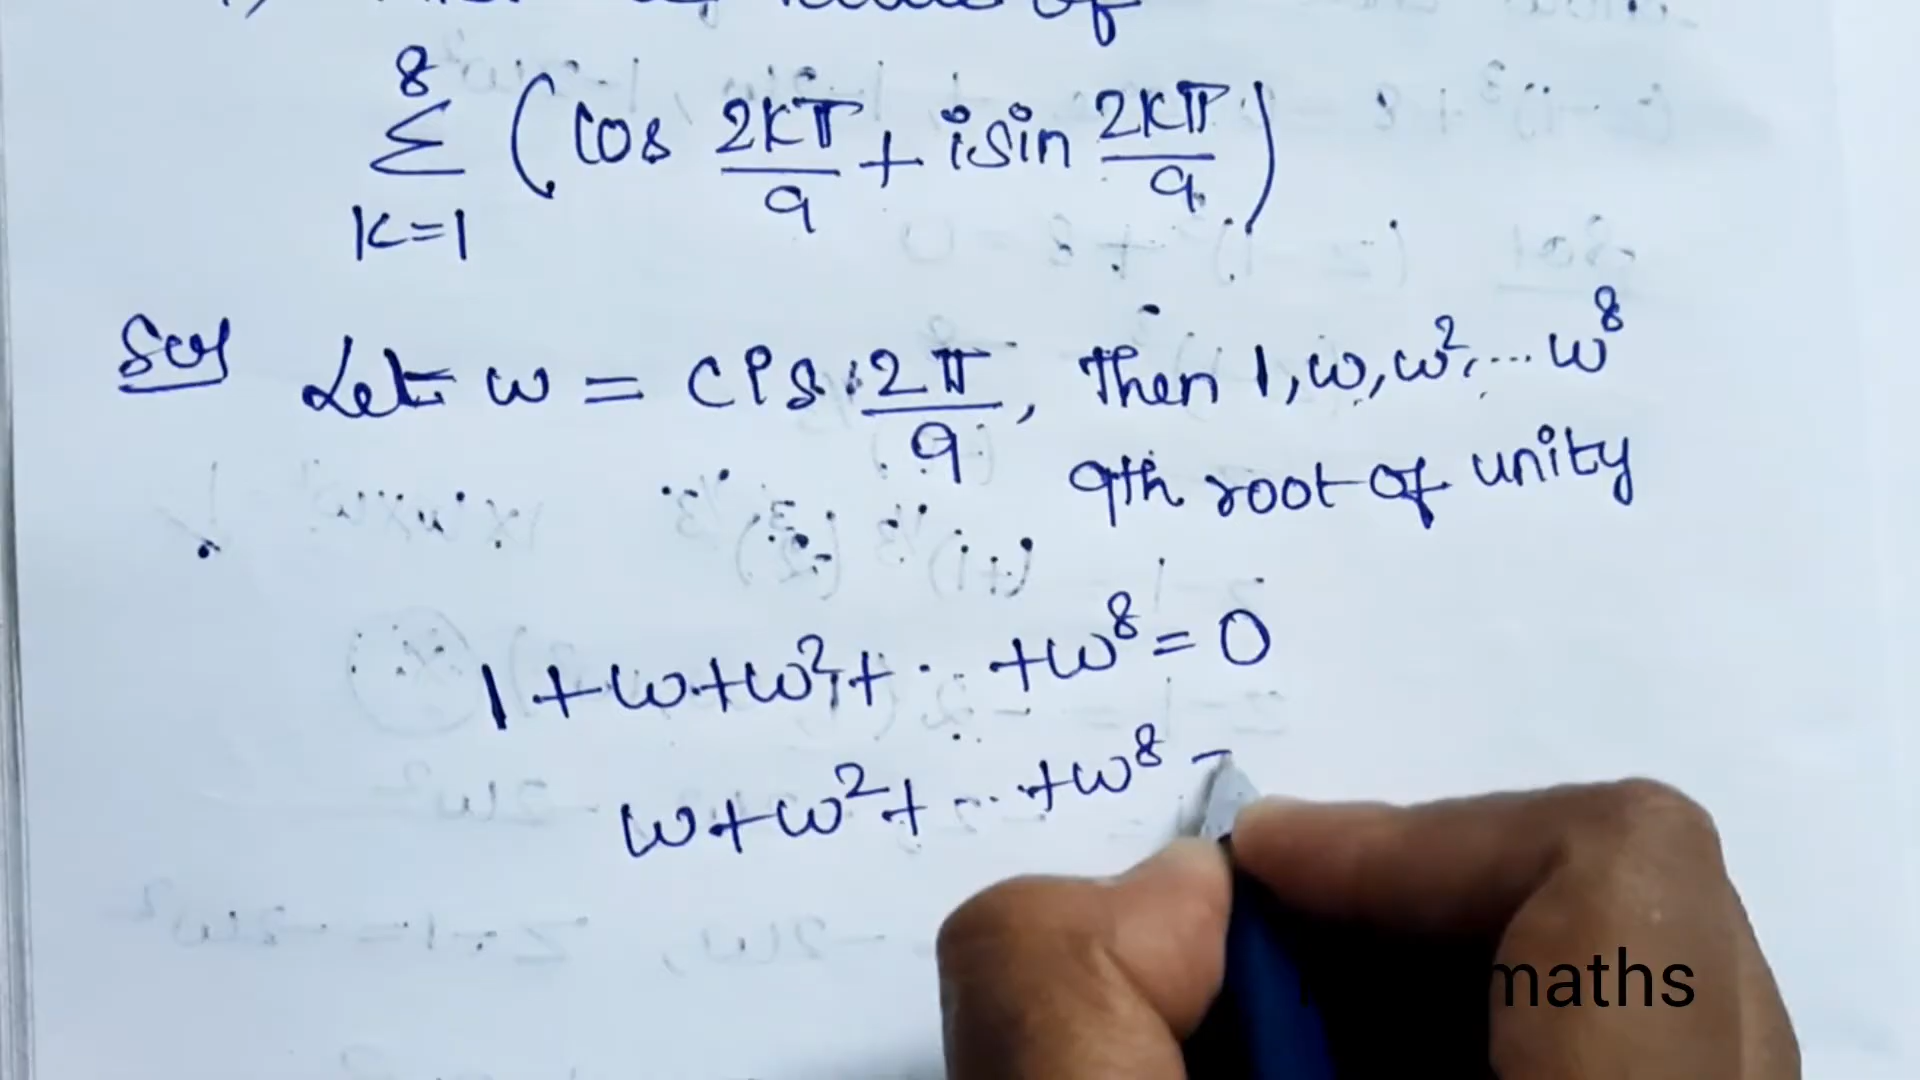 of
8
Σ (cos 2kπ/9 + i sin 2kπ/9)
k=1
Sol Let ω = cis 2π/9, Then 1, ω, ω², ... ω⁸
9th root of unity
1 + ω + ω² + ... + ω⁸ = 0
ω + ω² + ... + ω⁸
maths